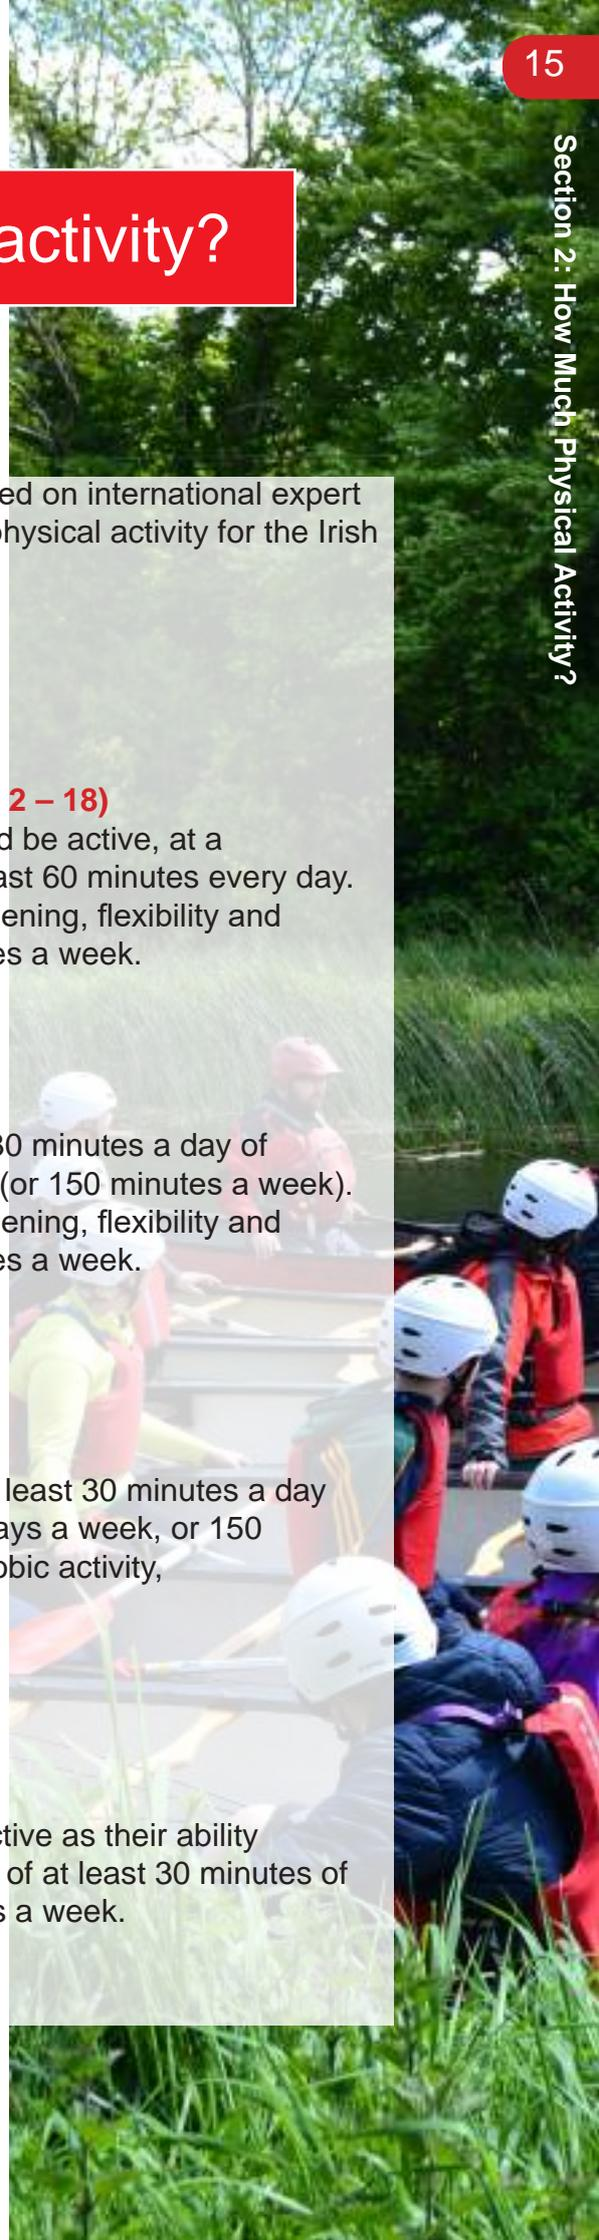 15
Section 2: How Much Physical Activity?
activity?
ed on international expert
physical activity for the Irish
2 – 18)
d be active, at a
ast 60 minutes every day.
ening, flexibility and
es a week.
30 minutes a day of
(or 150 minutes a week).
ening, flexibility and
es a week.
least 30 minutes a day
ays a week, or 150
obic activity,
ctive as their ability
of at least 30 minutes of
s a week.